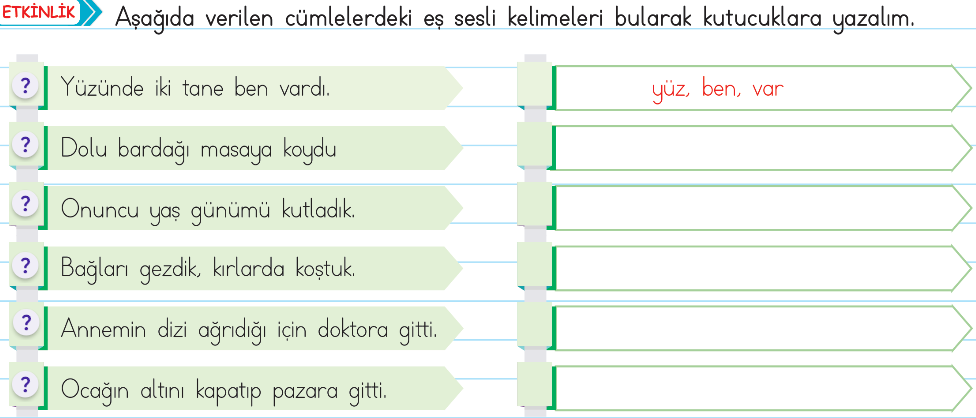 ETKİNLİK
Aşağıda verilen cümlelerdeki eş sesli kelimeleri bularak kutucuklara yazalım.
? Yüzünde iki tane ben vardı.
yüz, ben, var
? Dolu bardağı masaya koydu
? Onuncu yaş günümü kutladık.
? Bağları gezdik, kırlarda koştuk.
? Annemin dizi ağrıdığı için doktora gitti.
? Ocağın altını kapatıp pazara gitti.